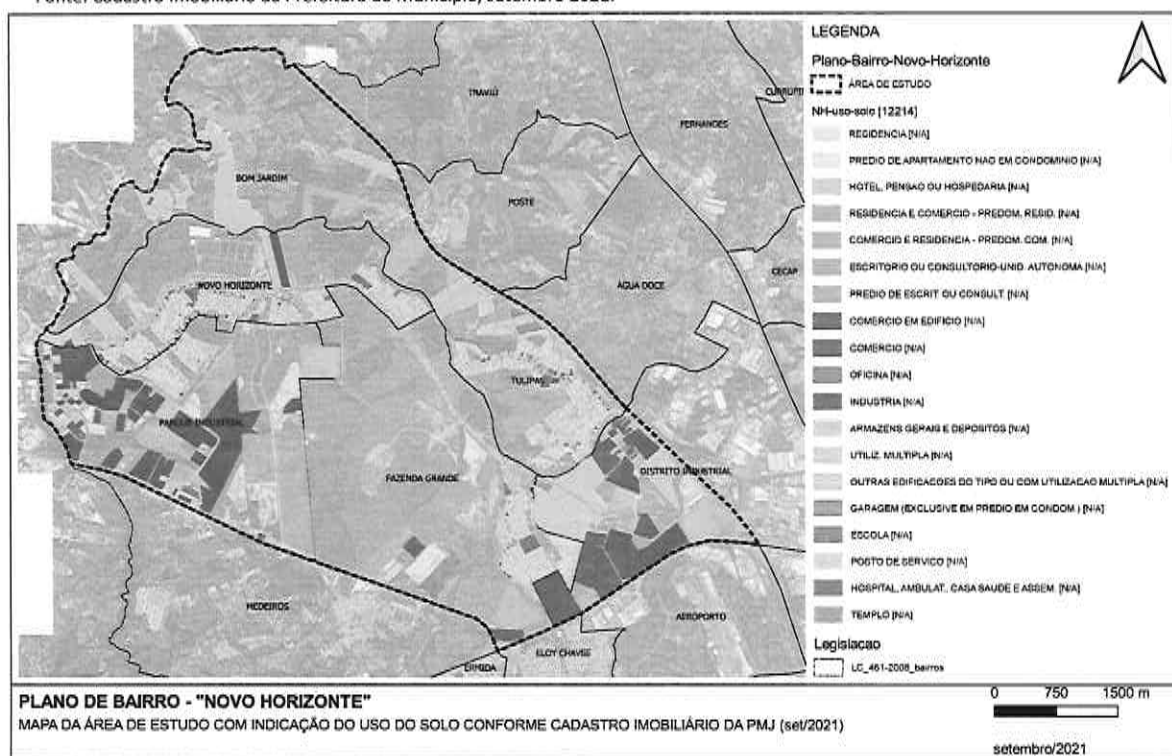 Fonte: Cadastro Imobiliário da Prefeitura do Município, setembro 2021.
LEGENDA
Plano-Bairro-Novo-Horizonte
ÁREA DE ESTUDO
NH-uso-solo [12214]
RESIDENCIA [N/A]
PREDIO DE APARTAMENTO NAO EM CONDOMINIO [N/A]
HOTEL, PENSAO OU HOSPEDARIA [N/A]
RESIDENCIA E COMERCIO - PREDOM. RESID. [N/A]
COMERCIO E RESIDENCIA - PREDOM. COM. [N/A]
ESCRITORIO OU CONSULTORIO-UNID. AUTONOMA [N/A]
PREDIO DE ESCRIT OU CONSULT. [N/A]
COMERCIO EM EDIFICIO [N/A]
COMERCIO [N/A]
OFICINA [N/A]
INDUSTRIA [N/A]
ARMAZENS GERAIS E DEPOSITOS [N/A]
UTILIZ. MULTIPLA [N/A]
OUTRAS EDIFICACOES DO TIPO OU COM UTILIZACAO MULTIPLA [N/A]
GARAGEM (EXCLUSIVE EM PREDIO EM CONDOM.) [N/A]
ESCOLA [N/A]
POSTO DE SERVICO [N/A]
HOSPITAL, AMBULAT., CASA SAUDE E ASSEM. [N/A]
TEMPLO [N/A]
Legislacao
LC_461-2008_bairros
TRAVIÚ
FERNANDES
BOM JARDIM
POSTE
NOVO HORIZONTE
ÁGUA DOCE
CECAP
TULIPAS
PARQUE INDUSTRIAL
FAZENDA GRANDE
DISTRITO INDUSTRIAL
MEDEIROS
AEROPORTO
ELOY CHAVES
ERMIDA
PLANO DE BAIRRO - "NOVO HORIZONTE"
MAPA DA ÁREA DE ESTUDO COM INDICAÇÃO DO USO DO SOLO CONFORME CADASTRO IMOBILIÁRIO DA PMJ (set/2021)
0 750 1500 m
setembro/2021